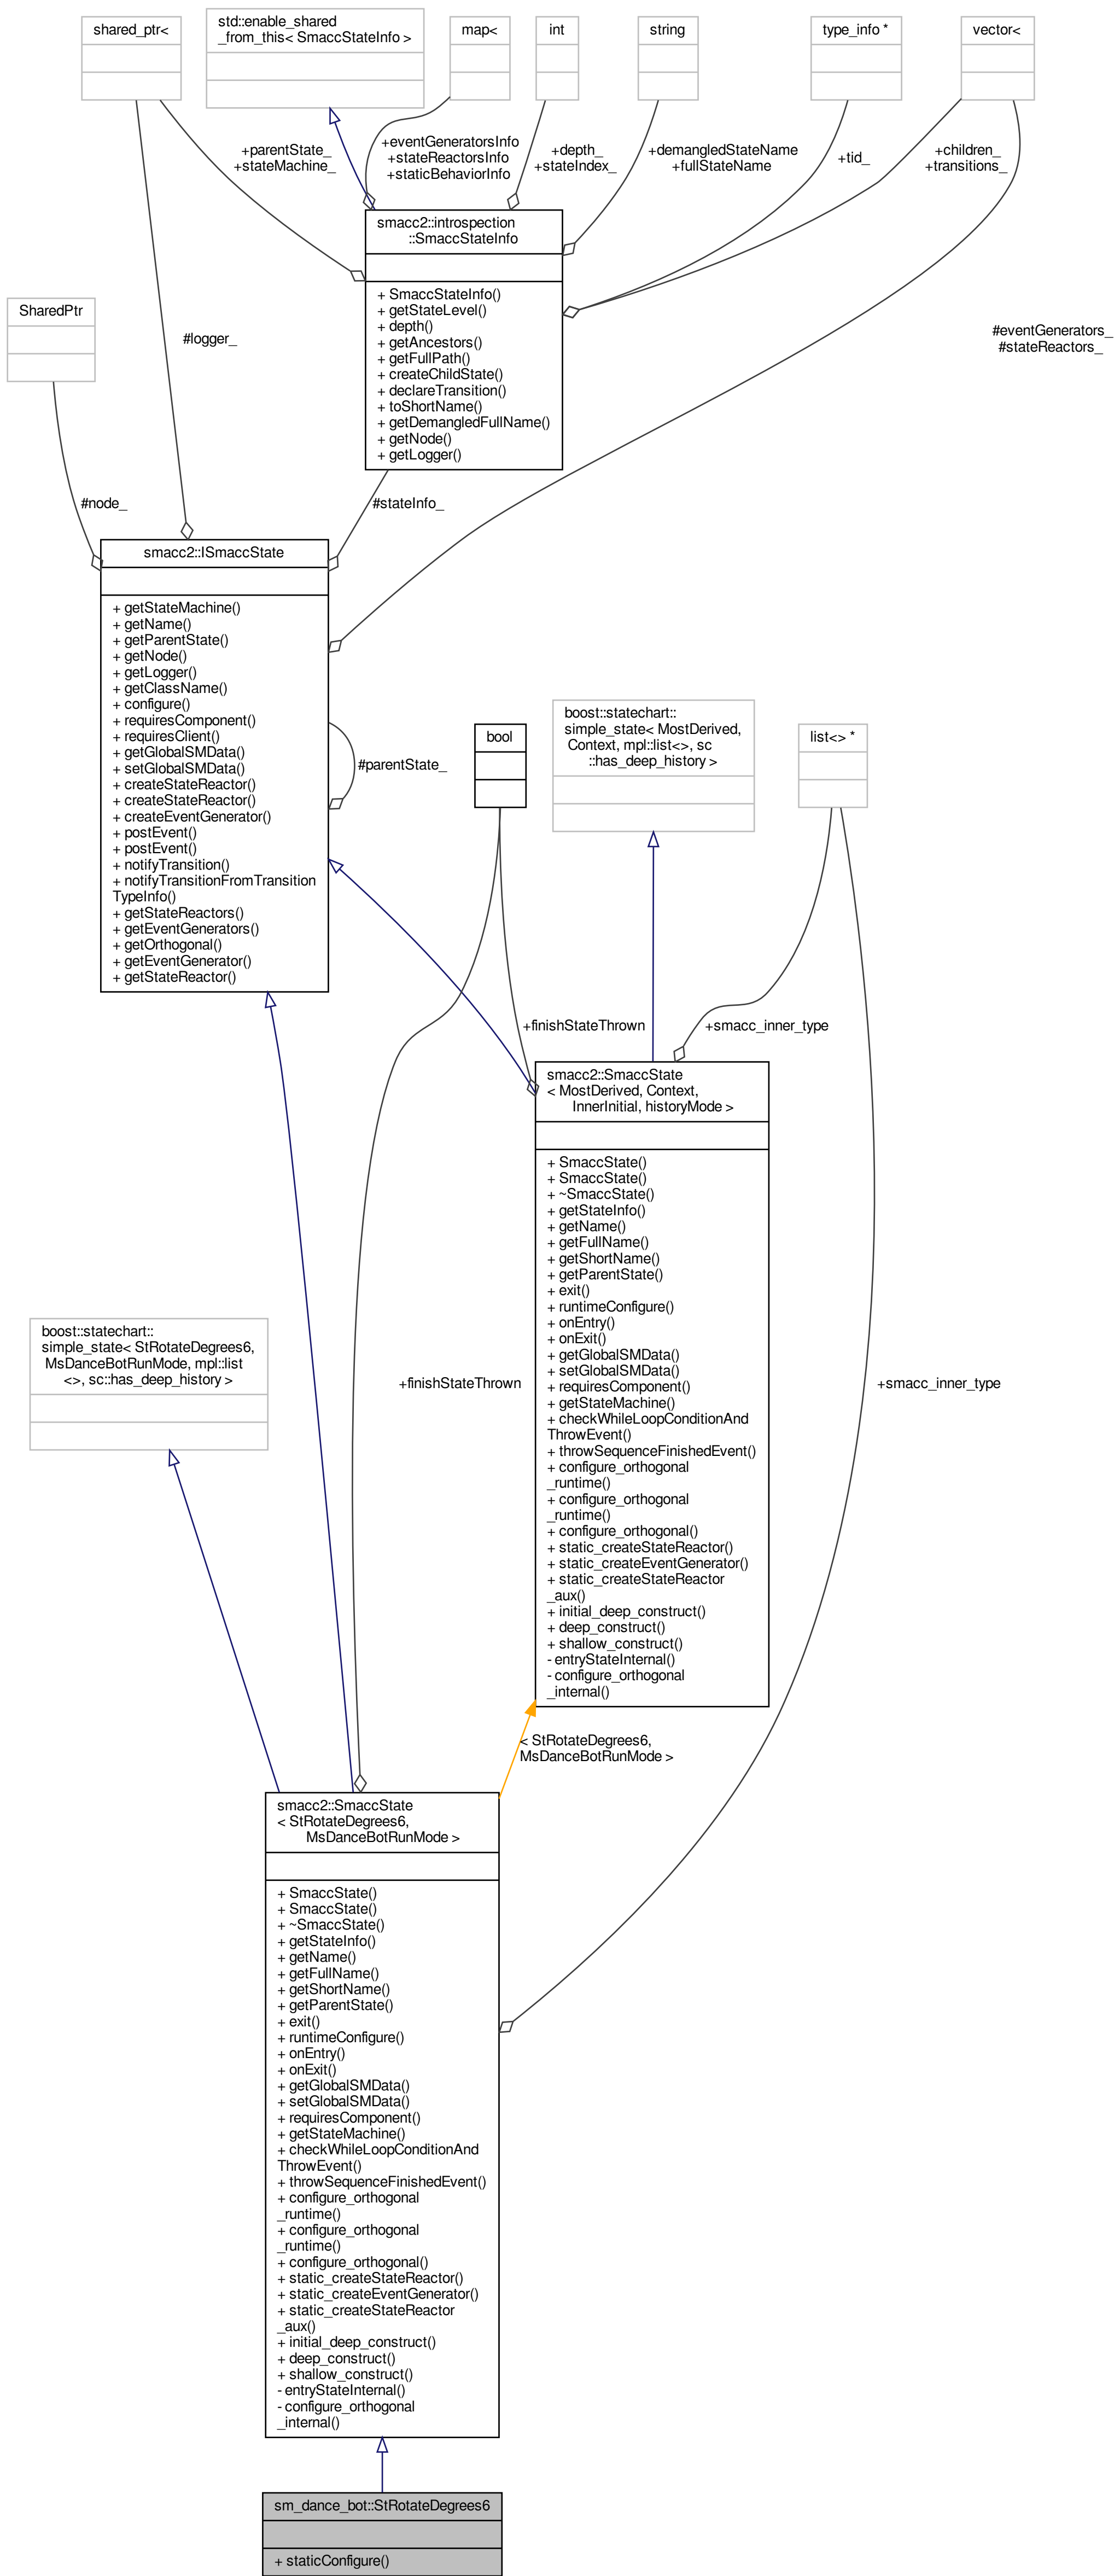 shared_ptr<
std::enable_shared
_from_this< SmaccStateInfo >
map<
int
string
type_info *
vector<
+parentState_
+stateMachine_
+eventGeneratorsInfo
+stateReactorsInfo
+staticBehaviorInfo
+depth_
+stateIndex_
+demangledStateName
+fullStateName
+tid_
+children_
+transitions_
smacc2::introspection
::SmaccStateInfo
+ SmaccStateInfo()
+ getStateLevel()
+ depth()
+ getAncestors()
+ getFullPath()
+ createChildState()
+ declareTransition()
+ toShortName()
+ getDemangledFullName()
+ getNode()
+ getLogger()
SharedPtr
#logger_
#eventGenerators_
#stateReactors_
#node_
#stateInfo_
smacc2::ISmaccState
+ getStateMachine()
+ getName()
+ getParentState()
+ getNode()
+ getLogger()
+ getClassName()
+ configure()
+ requiresComponent()
+ requiresClient()
+ getGlobalSMData()
+ setGlobalSMData()
+ createStateReactor()
+ createStateReactor()
+ createEventGenerator()
+ postEvent()
+ postEvent()
+ notifyTransition()
+ notifyTransitionFromTransition
TypeInfo()
+ getStateReactors()
+ getEventGenerators()
+ getOrthogonal()
+ getEventGenerator()
+ getStateReactor()
#parentState_
bool
boost::statechart::
simple_state< MostDerived,
Context, mpl::list<>, sc
::has_deep_history >
list<> *
+finishStateThrown
+smacc_inner_type
smacc2::SmaccState
< MostDerived, Context,
InnerInitial, historyMode >
+ SmaccState()
+ SmaccState()
+ ~SmaccState()
+ getStateInfo()
+ getName()
+ getFullName()
+ getShortName()
+ getParentState()
+ exit()
+ runtimeConfigure()
+ onEntry()
+ onExit()
+ getGlobalSMData()
+ setGlobalSMData()
+ requiresComponent()
+ getStateMachine()
+ checkWhileLoopConditionAnd
ThrowEvent()
+ throwSequenceFinishedEvent()
+ configure_orthogonal
_runtime()
+ configure_orthogonal
_runtime()
+ configure_orthogonal()
+ static_createStateReactor()
+ static_createEventGenerator()
+ static_createStateReactor
_aux()
+ initial_deep_construct()
+ deep_construct()
+ shallow_construct()
- entryStateInternal()
- configure_orthogonal
_internal()
boost::statechart::
simple_state< StRotateDegrees6,
MsDanceBotRunMode, mpl::list
<>, sc::has_deep_history >
+finishStateThrown
+smacc_inner_type
< StRotateDegrees6,
MsDanceBotRunMode >
smacc2::SmaccState
< StRotateDegrees6,
MsDanceBotRunMode >
+ SmaccState()
+ SmaccState()
+ ~SmaccState()
+ getStateInfo()
+ getName()
+ getFullName()
+ getShortName()
+ getParentState()
+ exit()
+ runtimeConfigure()
+ onEntry()
+ onExit()
+ getGlobalSMData()
+ setGlobalSMData()
+ requiresComponent()
+ getStateMachine()
+ checkWhileLoopConditionAnd
ThrowEvent()
+ throwSequenceFinishedEvent()
+ configure_orthogonal
_runtime()
+ configure_orthogonal
_runtime()
+ configure_orthogonal()
+ static_createStateReactor()
+ static_createEventGenerator()
+ static_createStateReactor
_aux()
+ initial_deep_construct()
+ deep_construct()
+ shallow_construct()
- entryStateInternal()
- configure_orthogonal
_internal()
sm_dance_bot::StRotateDegrees6
+ staticConfigure()